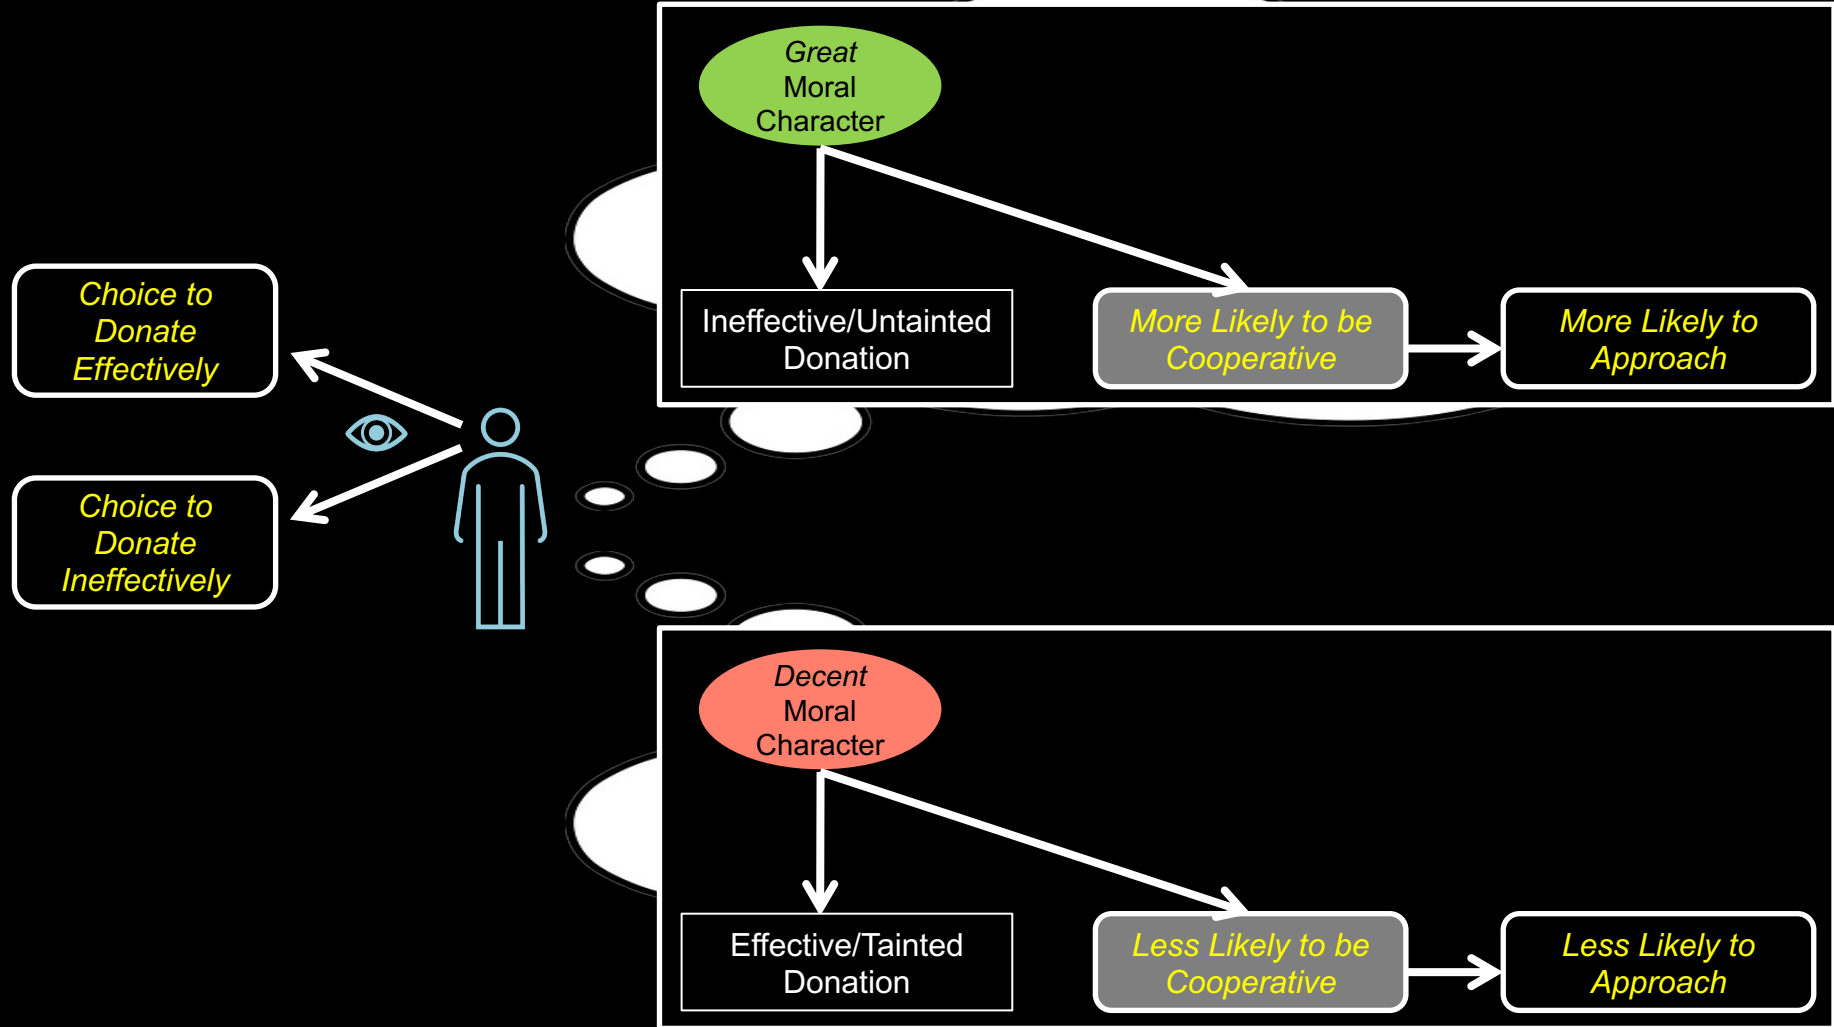 Choice to
Donate
Effectively
Choice to
Donate
Ineffectively
Great
Moral
Character
Ineffective/Untainted
Donation
More Likely to be
Cooperative
More Likely to
Approach
Decent
Moral
Character
Effective/Tainted
Donation
Less Likely to be
Cooperative
Less Likely to
Approach